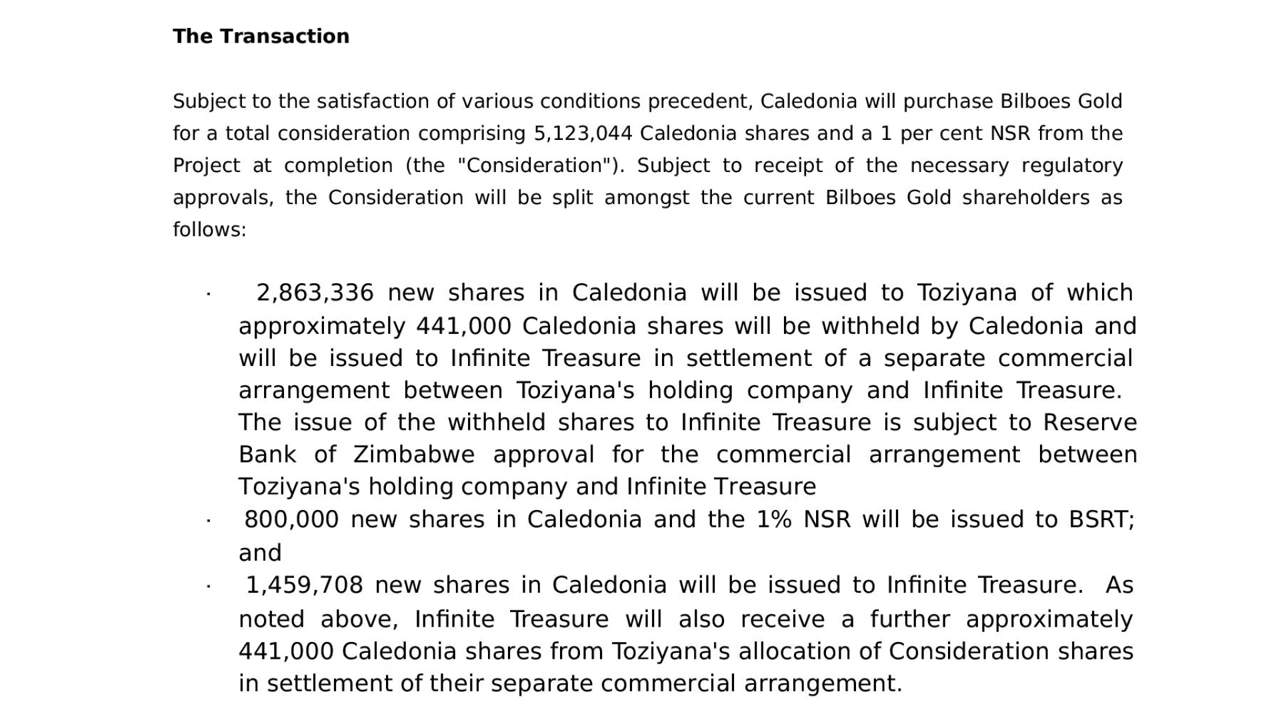 The Transaction
Subject to the satisfaction of various conditions precedent, Caledonia will purchase Bilboes Gold
for a total consideration comprising 5,123,044 Caledonia shares and a 1 per cent NSR from the
Project at completion (the "Consideration"). Subject to receipt of the necessary regulatory
approvals, the Consideration will be split amongst the current Bilboes Gold shareholders as
follows:
· 2,863,336 new shares in Caledonia will be issued to Toziyana of which
approximately 441,000 Caledonia shares will be withheld by Caledonia and
will be issued to Infinite Treasure in settlement of a separate commercial
arrangement between Toziyana's holding company and Infinite Treasure.
The issue of the withheld shares to Infinite Treasure is subject to Reserve
Bank of Zimbabwe approval for the commercial arrangement between
Toziyana's holding company and Infinite Treasure
· 800,000 new shares in Caledonia and the 1% NSR will be issued to BSRT;
and
· 1,459,708 new shares in Caledonia will be issued to Infinite Treasure. As
noted above, Infinite Treasure will also receive a further approximately
441,000 Caledonia shares from Toziyana's allocation of Consideration shares
in settlement of their separate commercial arrangement.